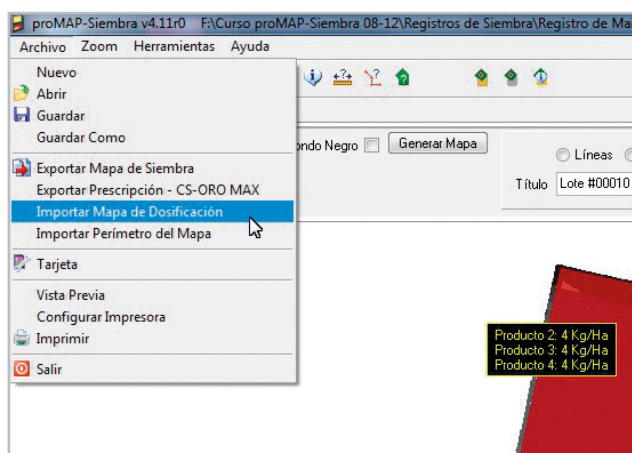 proMAP-Siembra v4.11r0 F:\Curso proMAP-Siembra 08-12\Registros de Siembra\Registro de Ma
Archivo Zoom Herramientas Ayuda
Nuevo
Abrir
Guardar
Guardar Como
Exportar Mapa de Siembra
Exportar Prescripción - CS-ORO MAX
Importar Mapa de Dosificación
Importar Perímetro del Mapa
Tarjeta
Vista Previa
Configurar Impresora
Imprimir
Salir
ondo Negro Generar Mapa
Líneas
Título Lote #00010
Producto 2: 4 Kg/Ha
Producto 3: 4 Kg/Ha
Producto 4: 4 Kg/Ha